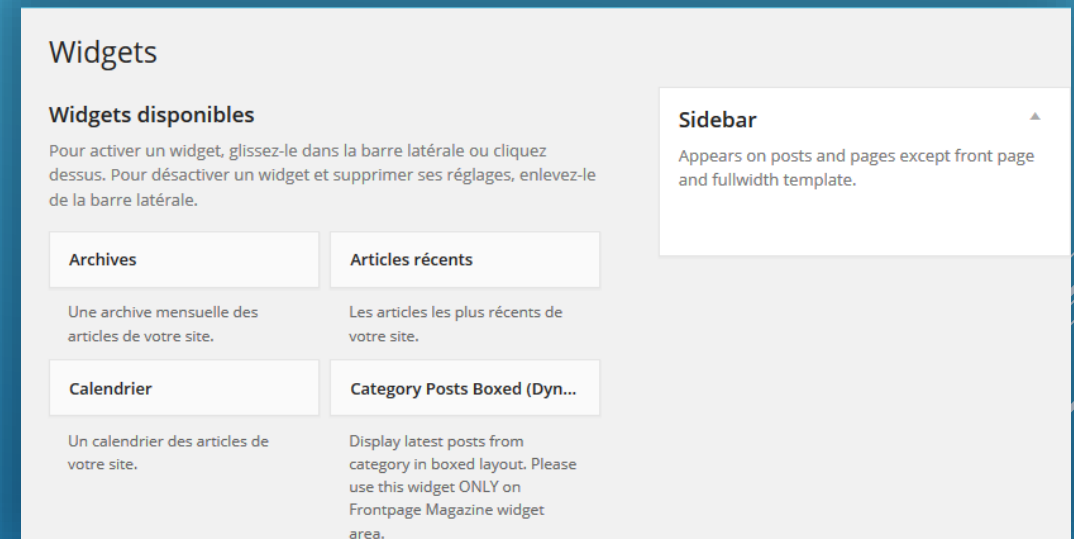 Widgets
Widgets disponibles
Pour activer un widget, glissez-le dans la barre latérale ou cliquez
dessus. Pour désactiver un widget et supprimer ses réglages, enlevez-le
de la barre latérale.
Archives
Une archive mensuelle des
articles de votre site.
Articles récents
Les articles les plus récents de
votre site.
Calendrier
Un calendrier des articles de
votre site.
Category Posts Boxed (Dyn...
Display latest posts from
category in boxed layout. Please
use this widget ONLY on
Frontpage Magazine widget
area.
Sidebar
Appears on posts and pages except front page
and fullwidth template.